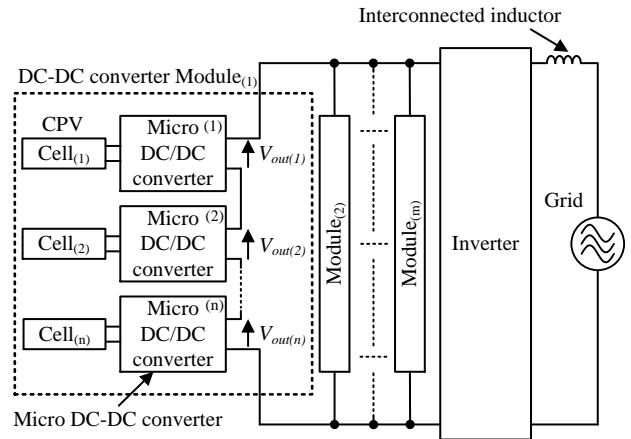 Interconnected inductor
DC-DC converter Module(1)
CPV
Cell(1)
Micro (1)
DC/DC
converter
Vout(1)
Cell(2)
Micro (2)
DC/DC
converter
Vout(2)
Cell(n)
Micro (n)
DC/DC
converter
Vout(n)
Micro DC-DC converter
Module(2)
Module(m)
Inverter
Grid